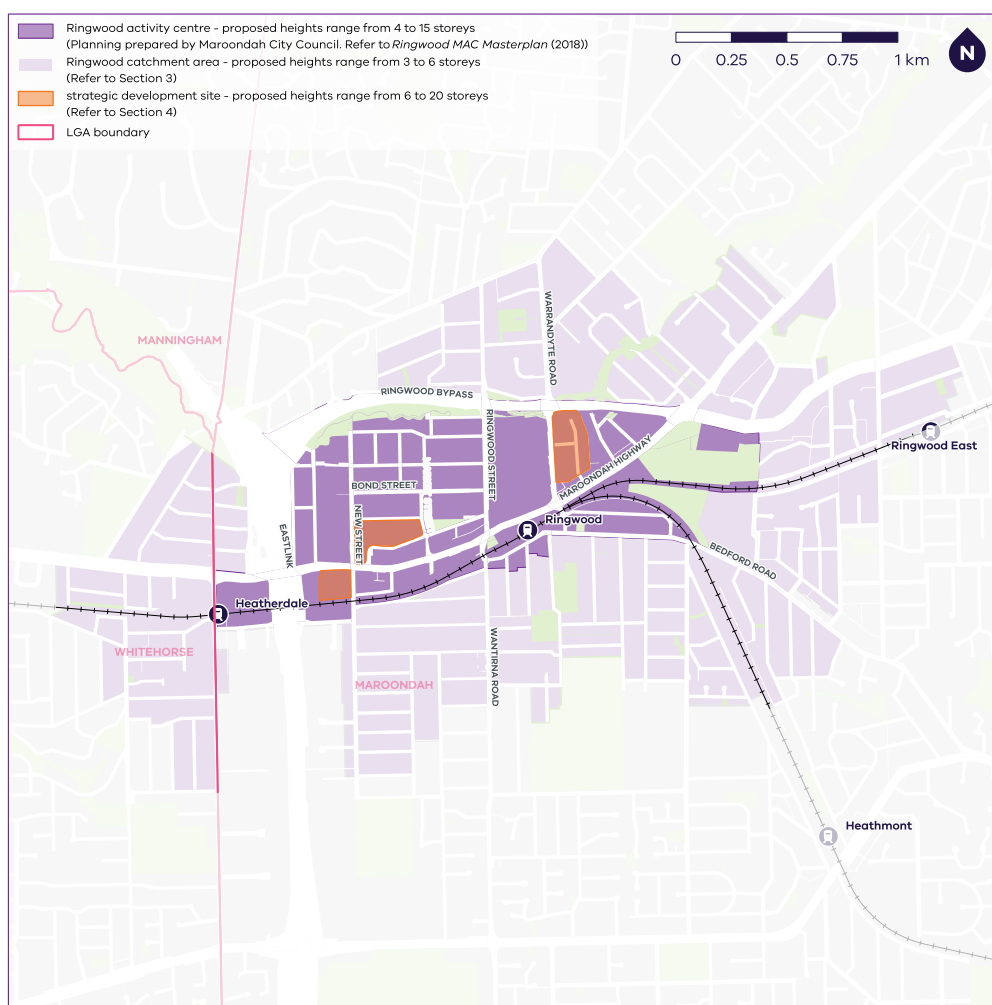 Ringwood activity centre - proposed heights range from 4 to 15 storeys
(Planning prepared by Maroondah City Council. Refer to Ringwood MAC Masterplan (2018))
Ringwood catchment area - proposed heights range from 3 to 6 storeys
(Refer to Section 3)
strategic development site - proposed heights range from 6 to 20 storeys
(Refer to Section 4)
LGA boundary
0 0.25 0.5 0.75 1 km
N
MANNINGHAM
WARRANDYTE ROAD
RINGWOOD BYPASS
RINGWOOD STREET
MAROONDAH HIGHWAY
Ringwood East
BOND STREET
NEW STREET
EASTLINK
Ringwood
BEDFORD ROAD
Heatherdale
WHITEHORSE
MAROONDAH
WANTIRNA ROAD
Heathmont